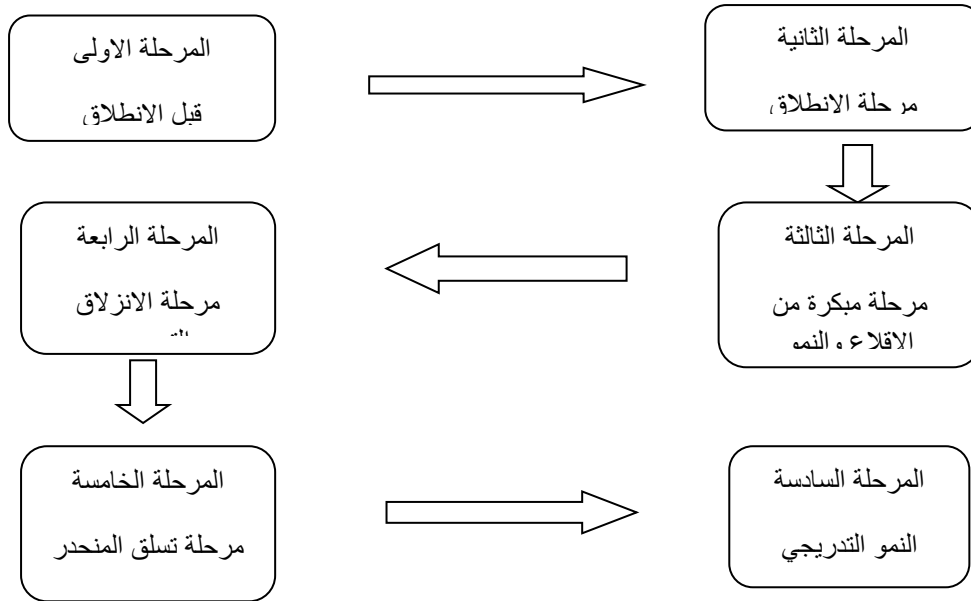 المرحلة الاولى
قبل الانطلاق
المرحلة الثانية
مرحلة الانطلاق
المرحلة الثالثة
مرحلة مبكرة من
الاقلاع والنمو
المرحلة الرابعة
مرحلة الانزلاق
المرحلة الخامسة
مرحلة تسلق المنحدر
المرحلة السادسة
النمو التدريجي